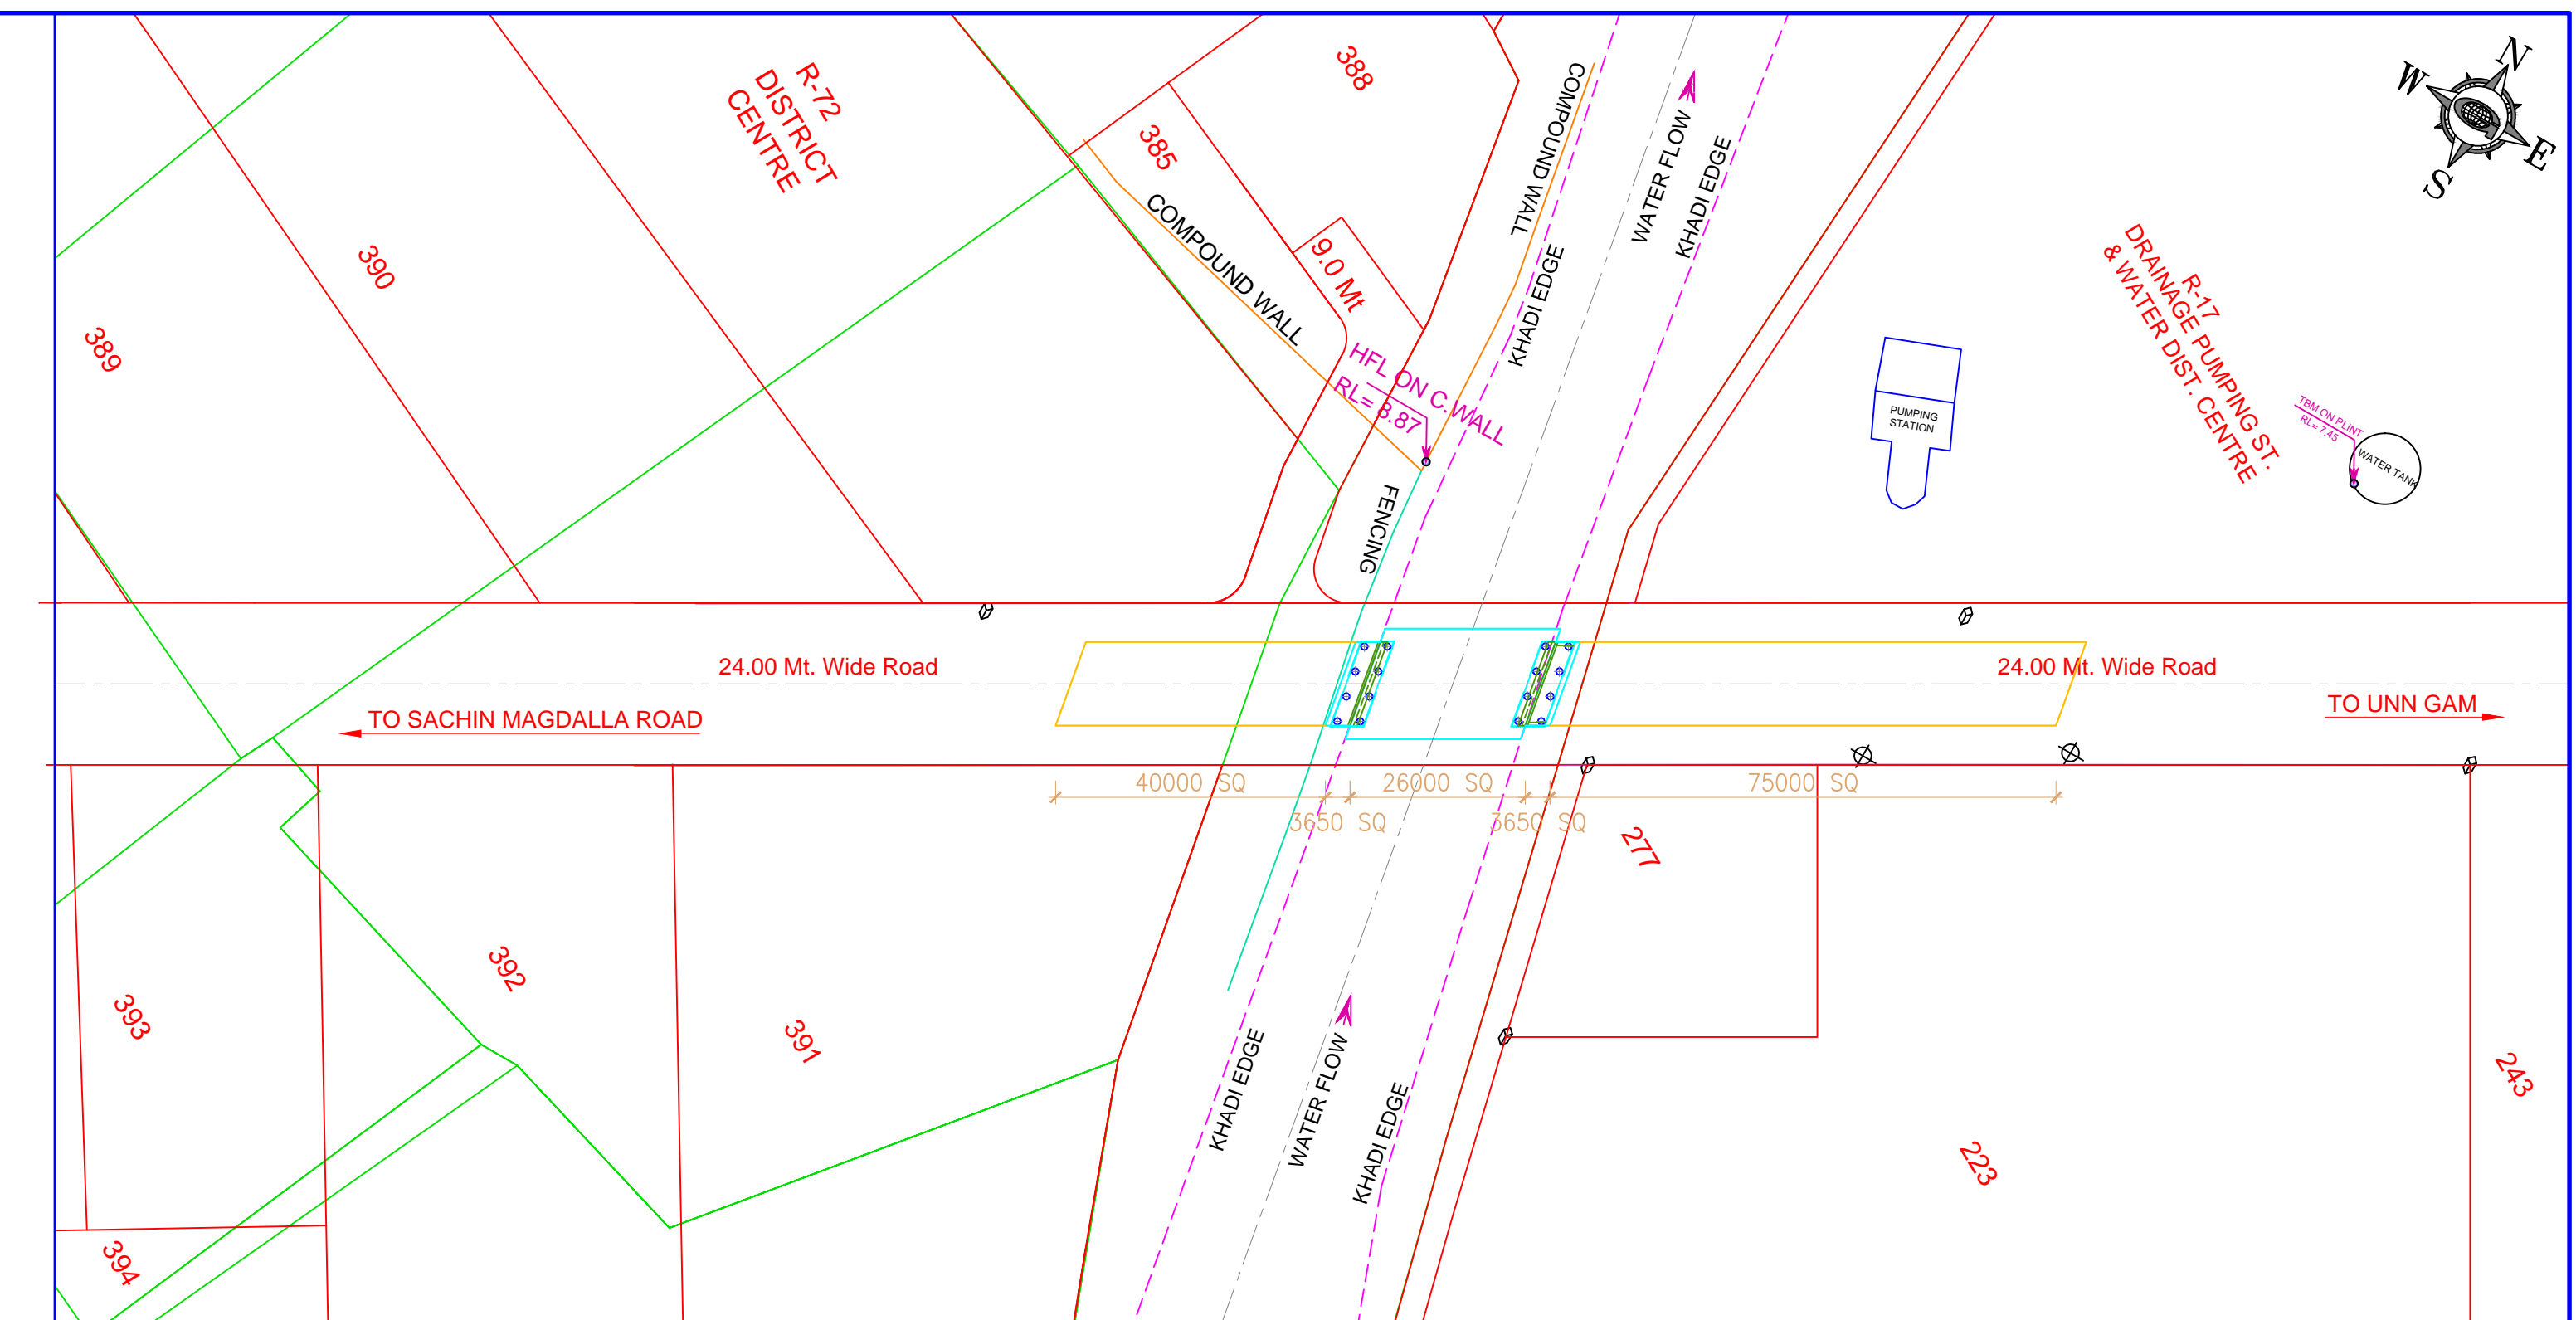 N
W
E
S
388
R-72
DISTRICT
CENTRE
385
COMPOUND WALL
WATER FLOW
KHADI EDGE
390
COMPOUND WALL
9.0 Mt
KHADI EDGE
389
R-17
DRAINAGE PUMPING ST.
& WATER DIST. CENTRE
HFL ON C.WALL
RL= 8.87
PUMPING
STATION
TBM ON PLINT
RL= 7.45
WATER TANK
FENCING
24.00 Mt. Wide Road
24.00 Mt. Wide Road
TO SACHIN MAGDALLA ROAD
TO UNN GAM
40000 SQ
26000 SQ
75000 SQ
3650 SQ
3650 SQ
277
392
393
391
KHADI EDGE
WATER FLOW
KHADI EDGE
243
223
394